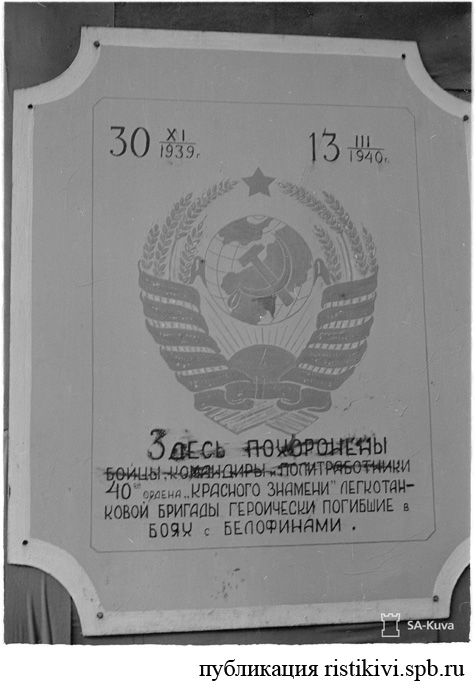 30 XI 1939г. 13 III 1940г.
ЗДЕСЬ ПОХОРОНЕНЫ
БОЙЦЫ, КОМАНДИРЫ и ПОЛИТРАБОТНИКИ
40ой ОРДЕНА „КРАСНОГО ЗНАМЕНИ" ЛЕГКОТАН-
КОВОЙ БРИГАДЫ ГЕРОИЧЕСКИ ПОГИБШИЕ в
БОЯХ с БЕЛОФИНАМИ.
SA-Kuva
публикация ristikivi.spb.ru